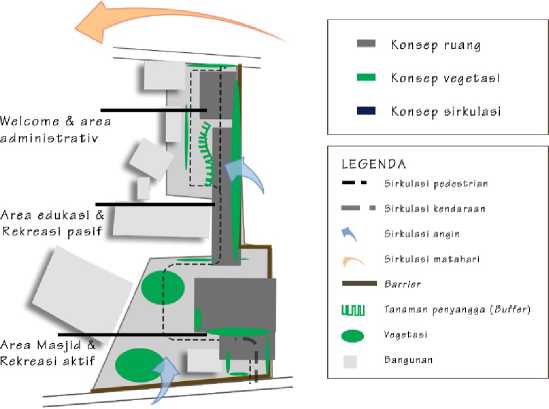 Konsep ruang
Konsep vegetasi
Konsep sirkulasi
Welcome & area
administrativ
Area edukasi &
Rekreasi pasif
Area Masjid &
Rekreasi aktif
LEGENDA
Sirkulasi pedestrian
Sirkulasi kendaraan
Sirkulasi angin
Sirkulasi matahari
Barrier
Tanaman penyangga (Buffer)
Vegetasi
Bangunan